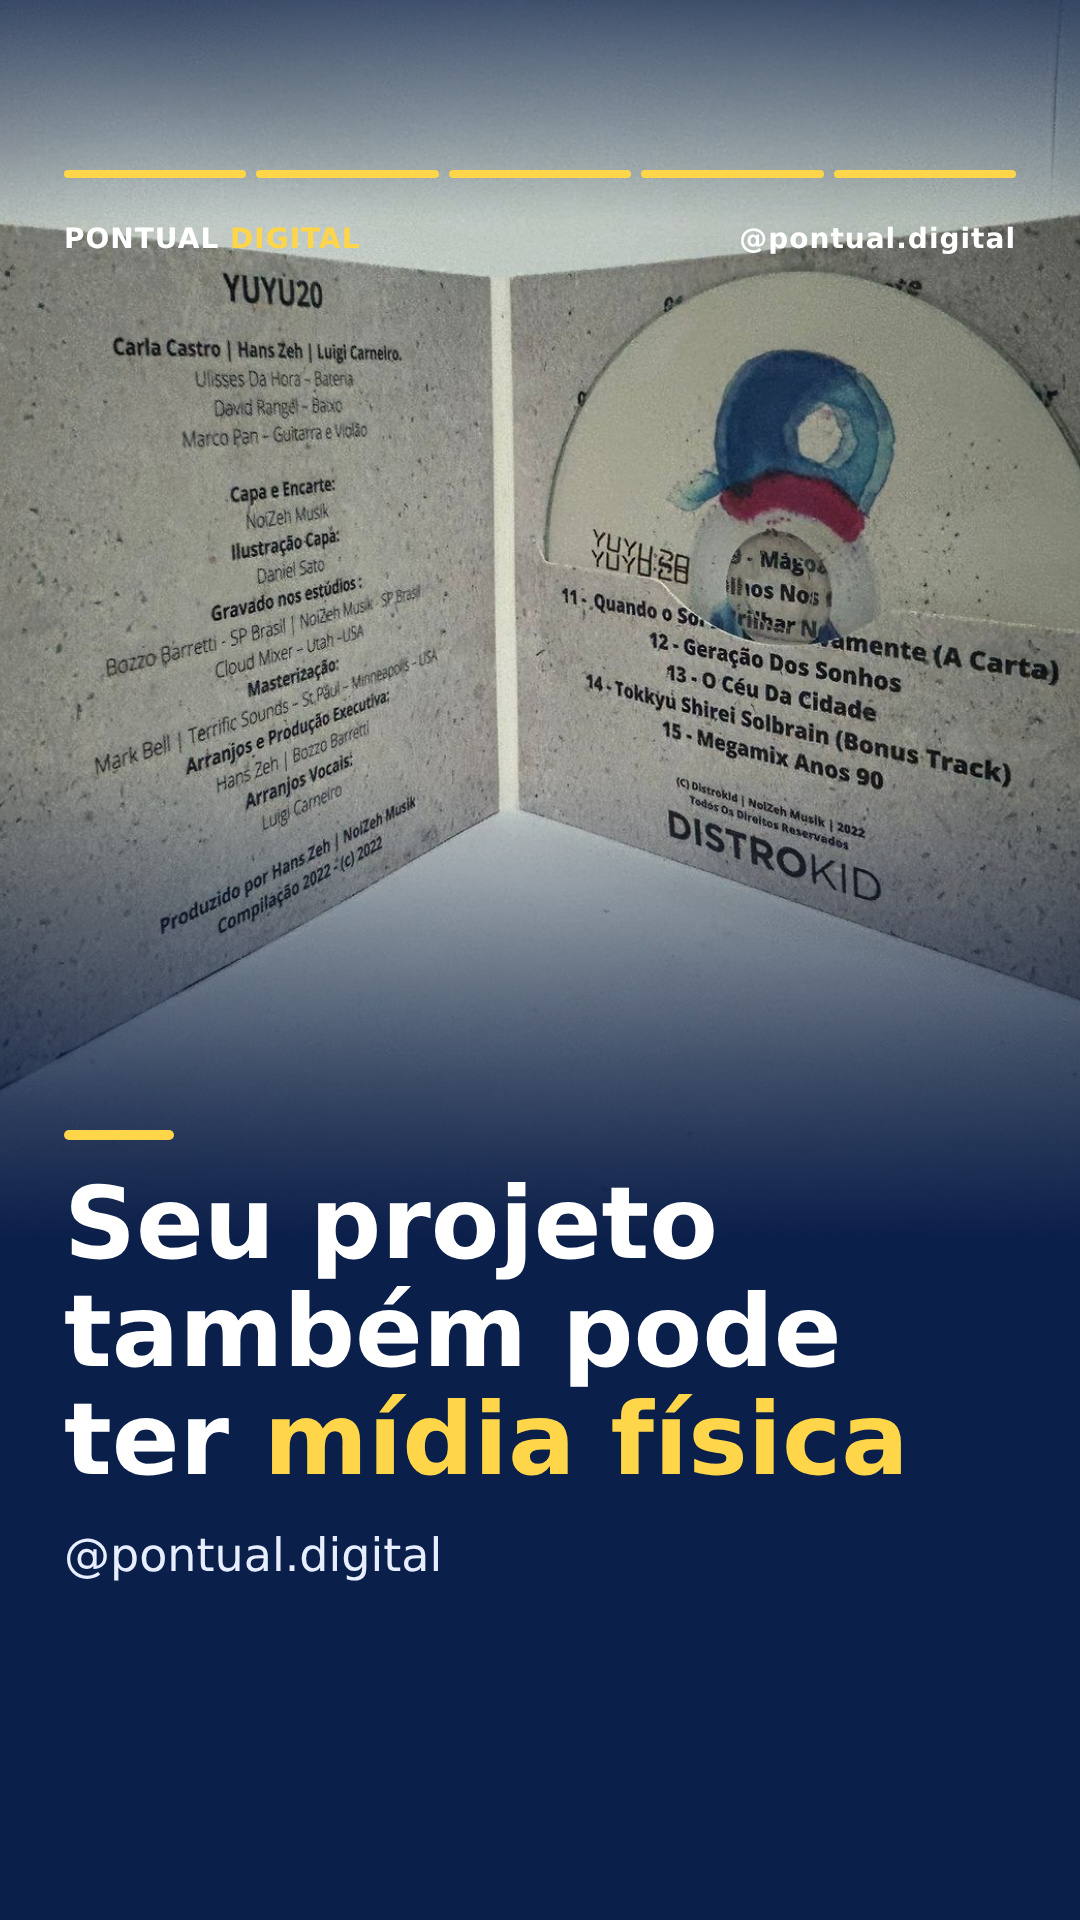 PONTUAL DIGITAL
@pontual.digital
YUYU20
Carla Castro | Hans Zeh | Luigi Carneiro.
Ulisses Da Hora - Bateria
David Rangel - Baixo
Marco Pan - Guitarra e Violão
Capa e Encarte:
NoiZeh Musik
Ilustração Capa:
Daniel Sato
Gravado nos estúdios:
Bozzo Barretti - SP Brasil | NoiZeh Musik - SP Brasil
Cloud Mixer - Utah -USA
Masterização:
Mark Bell | Terrific Sounds - St Paul - Minneapolis - USA
Arranjos e Produção Executiva:
Hans Zeh | Bozzo Barretti
Arranjos Vocais:
Luigi Carneiro
Produzido por Hans Zeh | NoiZeh Musik
Compilação 2022 - (c) 2022
YUYU20
YUYU20
11 - Quando o Sol
amente (A Carta)
12 - Geração Dos Sonhos
13 - O Céu Da Cidade
14 - Tokkyu Shirei Solbrain (Bonus Track)
15 - Megamix Anos 90
(C) Distrokid | NoiZeh Musik | 2022
Todos Os Direitos Reservados
DISTROKID
Seu projeto
também pode
ter mídia física
@pontual.digital